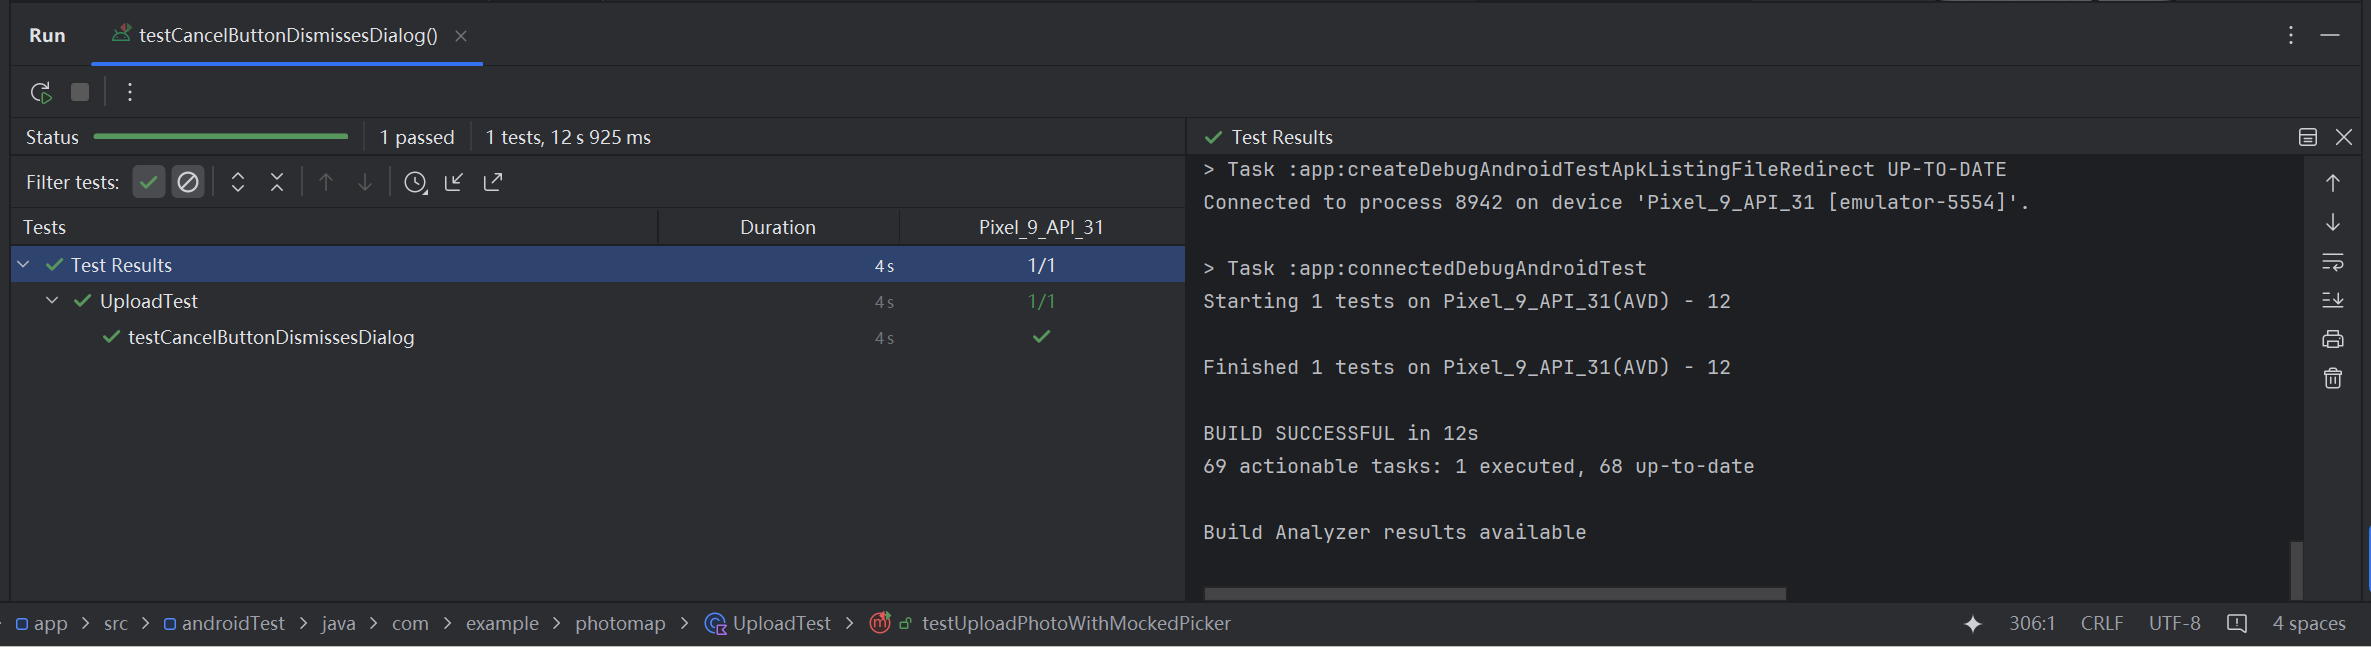 Run testCancelButtonDismissesDialog()
Status 1 passed 1 tests, 12 s 925 ms
Filter tests:
Tests Duration Pixel_9_API_31
Test Results 4 s 1/1
UploadTest 4 s 1/1
testCancelButtonDismissesDialog 4 s
Test Results
> Task :app:createDebugAndroidTestApkListingFileRedirect UP-TO-DATE
Connected to process 8942 on device 'Pixel_9_API_31 [emulator-5554]'.
> Task :app:connectedDebugAndroidTest
Starting 1 tests on Pixel_9_API_31(AVD) - 12
Finished 1 tests on Pixel_9_API_31(AVD) - 12
BUILD SUCCESSFUL in 12s
69 actionable tasks: 1 executed, 68 up-to-date
Build Analyzer results available
app > src > androidTest > java > com > example > photomap > UploadTest > testUploadPhotoWithMockedPicker 306:1 CRLF UTF-8 4 spaces